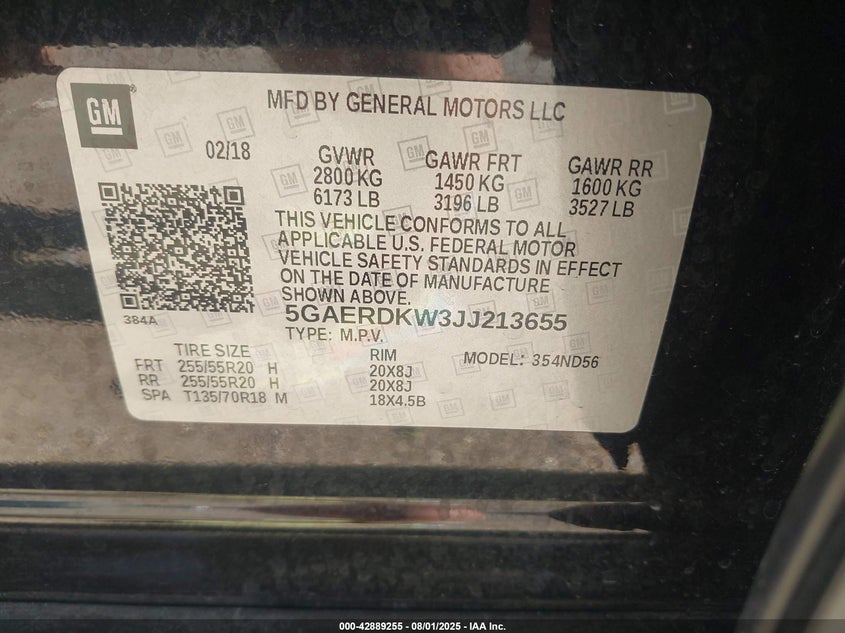 GM
MFD BY GENERAL MOTORS LLC
02/18
GVWR GAWR FRT GAWR RR
2800 KG 1450 KG 1600 KG
6173 LB 3196 LB 3527 LB
THIS VEHICLE CONFORMS TO ALL
APPLICABLE U.S. FEDERAL MOTOR
VEHICLE SAFETY STANDARDS IN EFFECT
ON THE DATE OF MANUFACTURE
SHOWN ABOVE.
384A
5GAERDKW3JJ213655
TYPE: M.P.V.
TIRE SIZE RIM MODEL: 354ND56
FRT 255/55R20 H 20X8J
RR 255/55R20 H 20X8J
SPA T135/70R18 M 18X4.5B
000-42889255 - 08/01/2025 - IAA Inc.